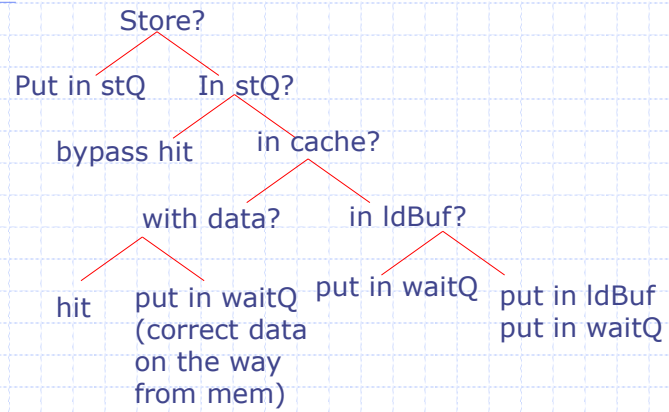 Store?
Put in stQ
In stQ?
bypass hit
in cache?
with data?
in ldBuf?
hit
put in waitQ
(correct data
on the way
from mem)
put in waitQ
put in ldBuf
put in waitQ